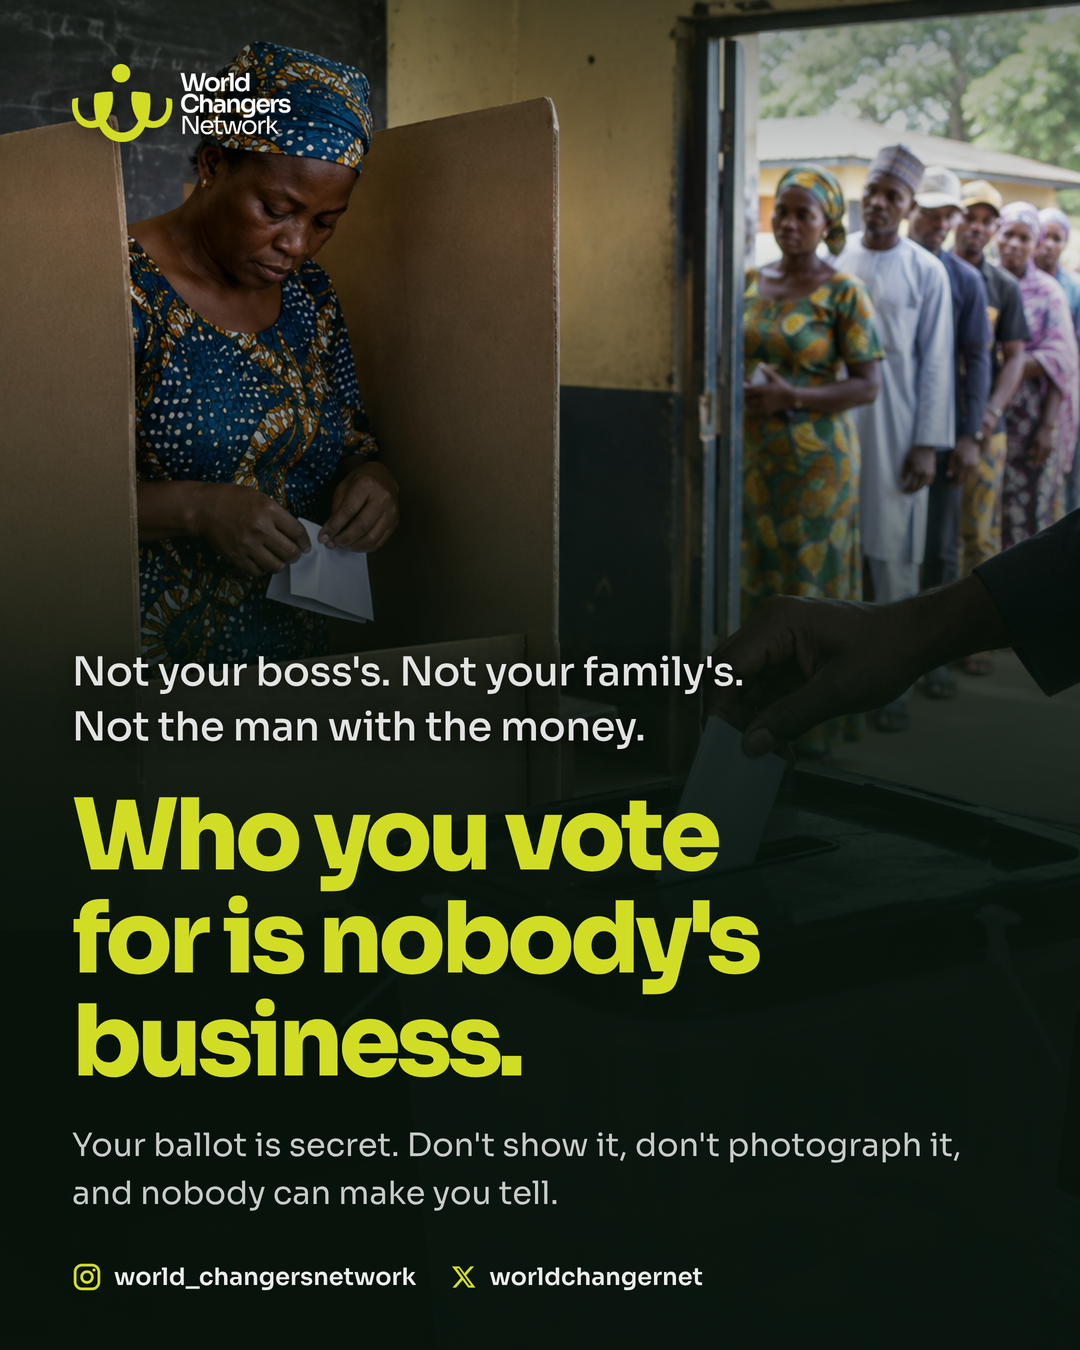 World
Changers
Network
Not your boss's. Not your family's.
Not the man with the money.
Who you vote
for is nobody's
business.
Your ballot is secret. Don't show it, don't photograph it,
and nobody can make you tell.
world_changersnetwork worldchangernet